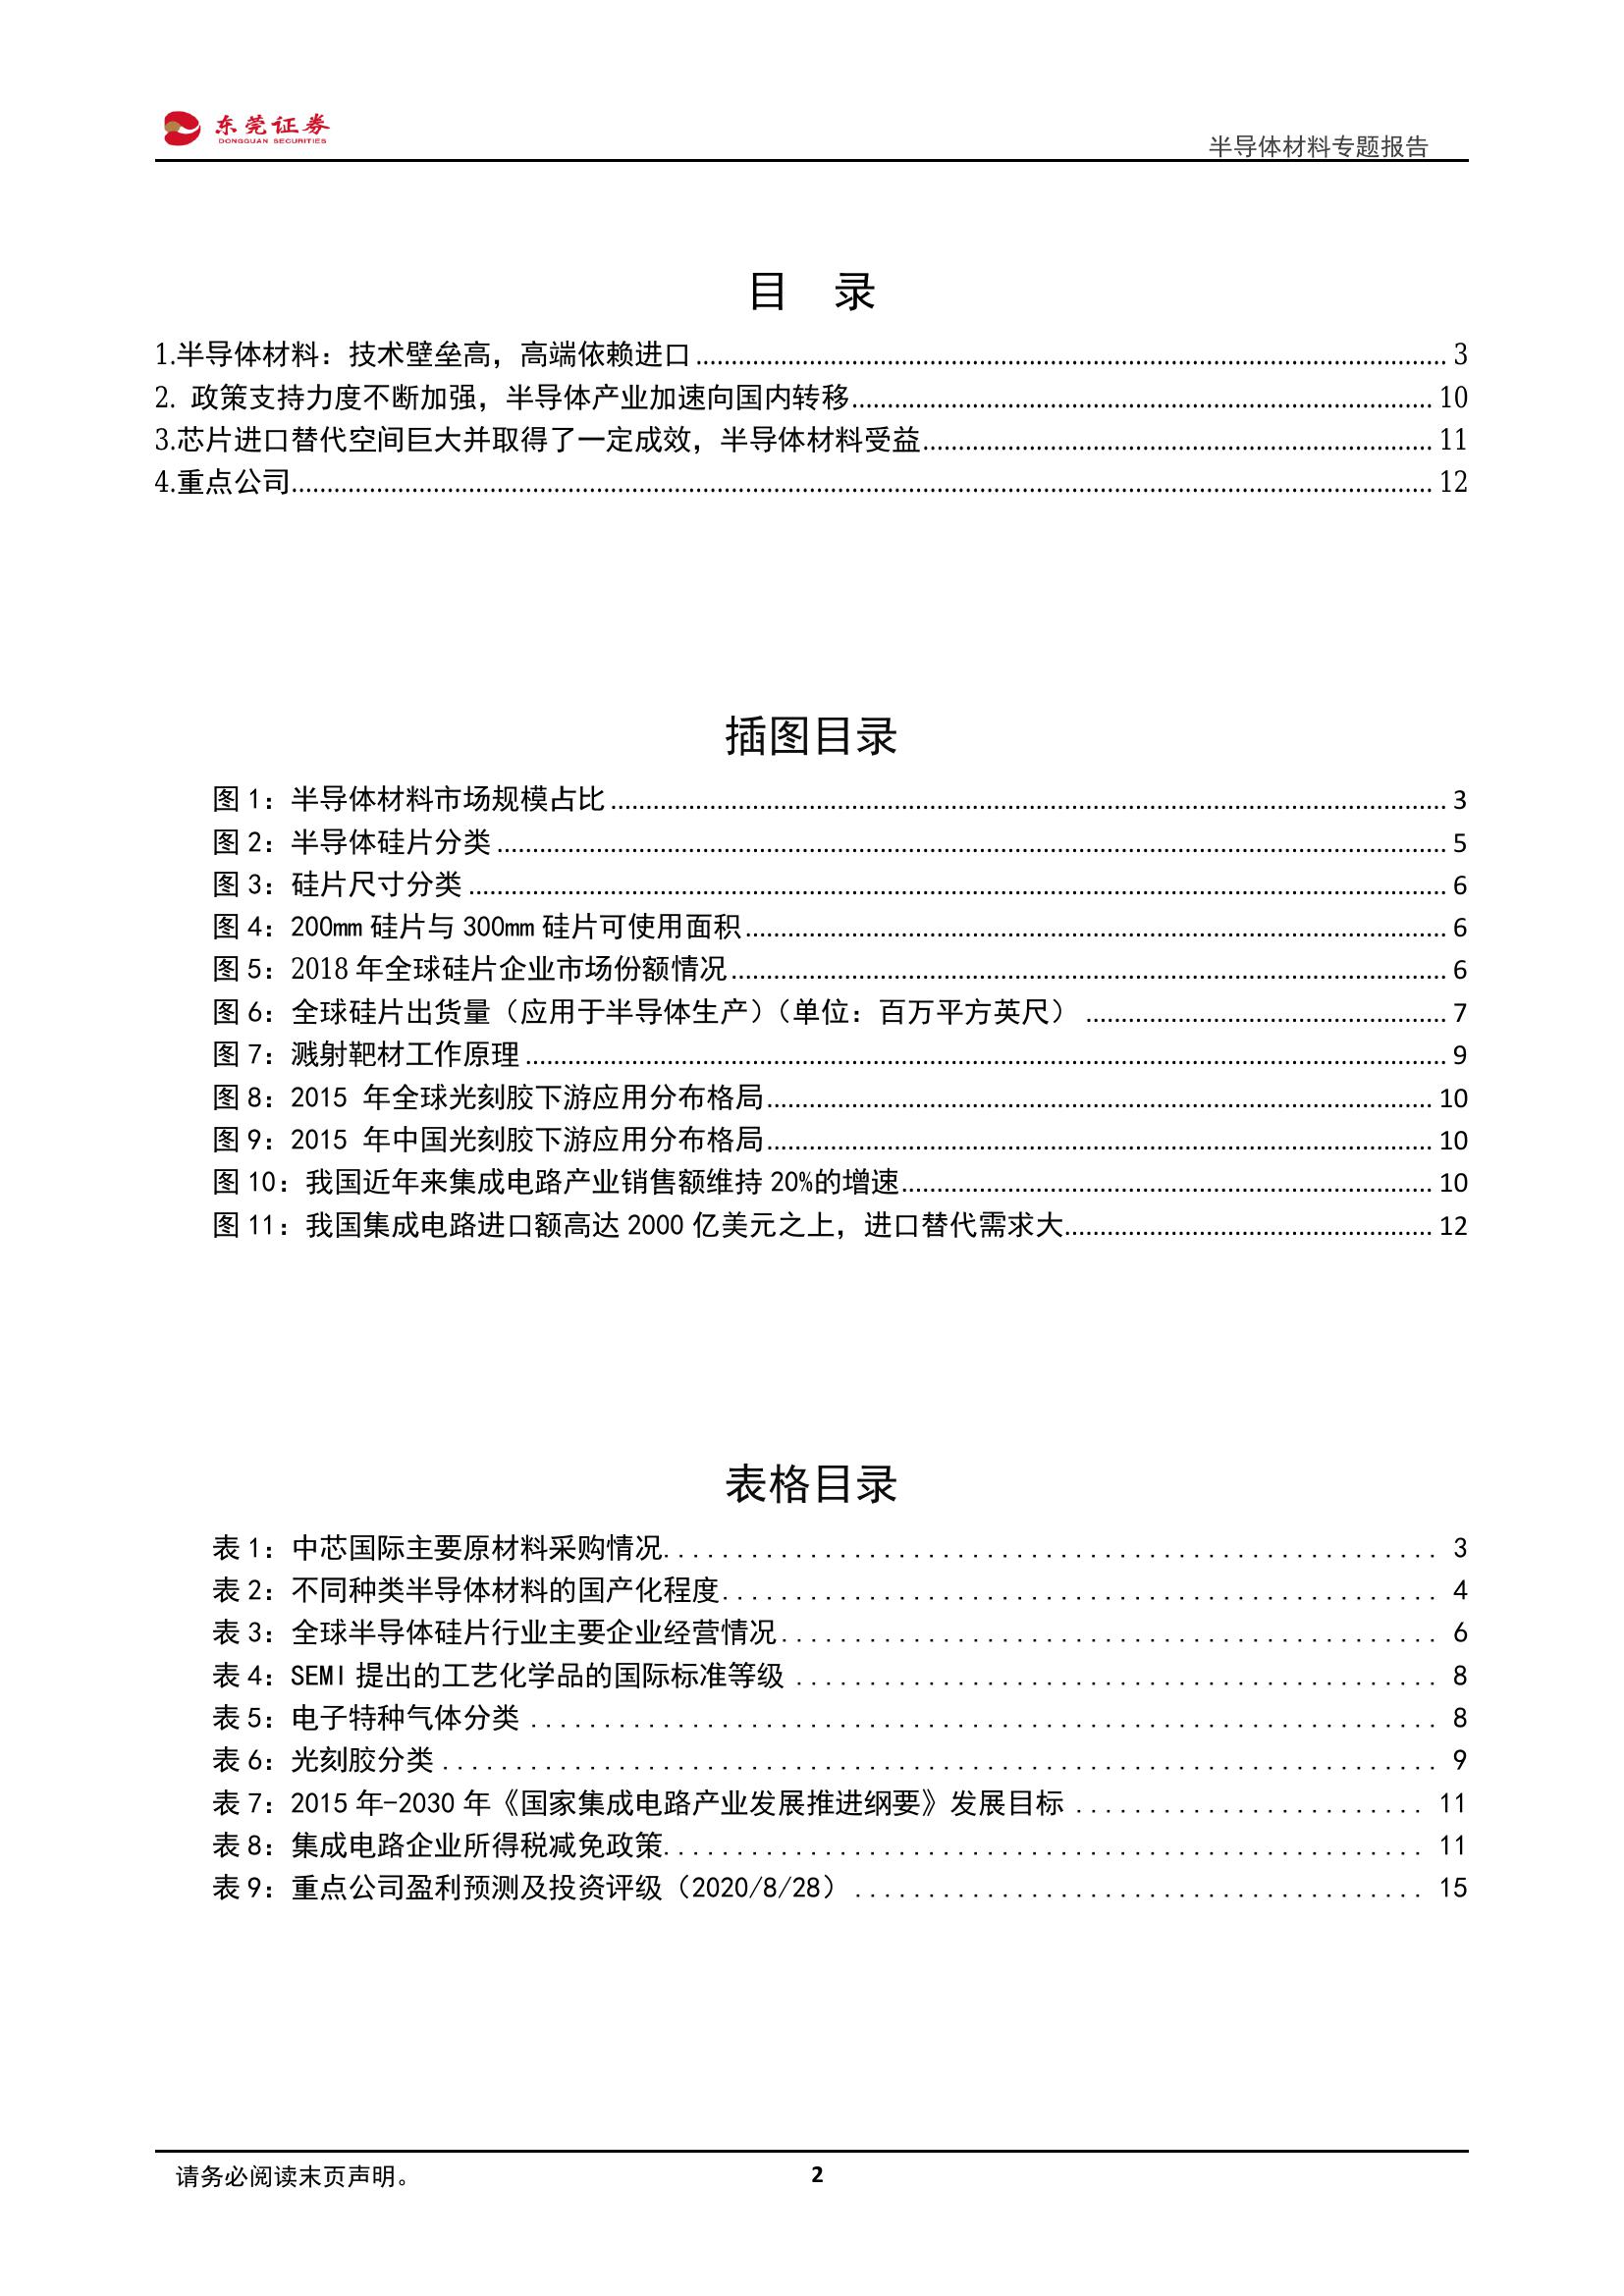 东莞证券
DONGGUAN SECURITIES
半导体材料专题报告
目 录
1.半导体材料：技术壁垒高，高端依赖进口 3
2. 政策支持力度不断加强，半导体产业加速向国内转移 10
3.芯片进口替代空间巨大并取得了一定成效，半导体材料受益 11
4.重点公司 12
插图目录
图 1：半导体材料市场规模占比 3
图 2：半导体硅片分类 5
图 3：硅片尺寸分类 6
图 4：200mm 硅片与 300mm 硅片可使用面积 6
图 5：2018 年全球硅片企业市场份额情况 6
图 6：全球硅片出货量（应用于半导体生产）（单位：百万平方英尺） 7
图 7：溅射靶材工作原理 9
图 8：2015 年全球光刻胶下游应用分布格局 10
图 9：2015 年中国光刻胶下游应用分布格局 10
图 10：我国近年来集成电路产业销售额维持 20%的增速 10
图 11：我国集成电路进口额高达 2000 亿美元之上，进口替代需求大 12
表格目录
表 1：中芯国际主要原材料采购情况 3
表 2：不同种类半导体材料的国产化程度 4
表 3：全球半导体硅片行业主要企业经营情况 6
表 4：SEMI 提出的工艺化学品的国际标准等级 8
表 5：电子特种气体分类 8
表 6：光刻胶分类 9
表 7：2015 年-2030 年《国家集成电路产业发展推进纲要》发展目标 11
表 8：集成电路企业所得税减免政策 11
表 9：重点公司盈利预测及投资评级（2020/8/28） 15
请务必阅读末页声明。
2